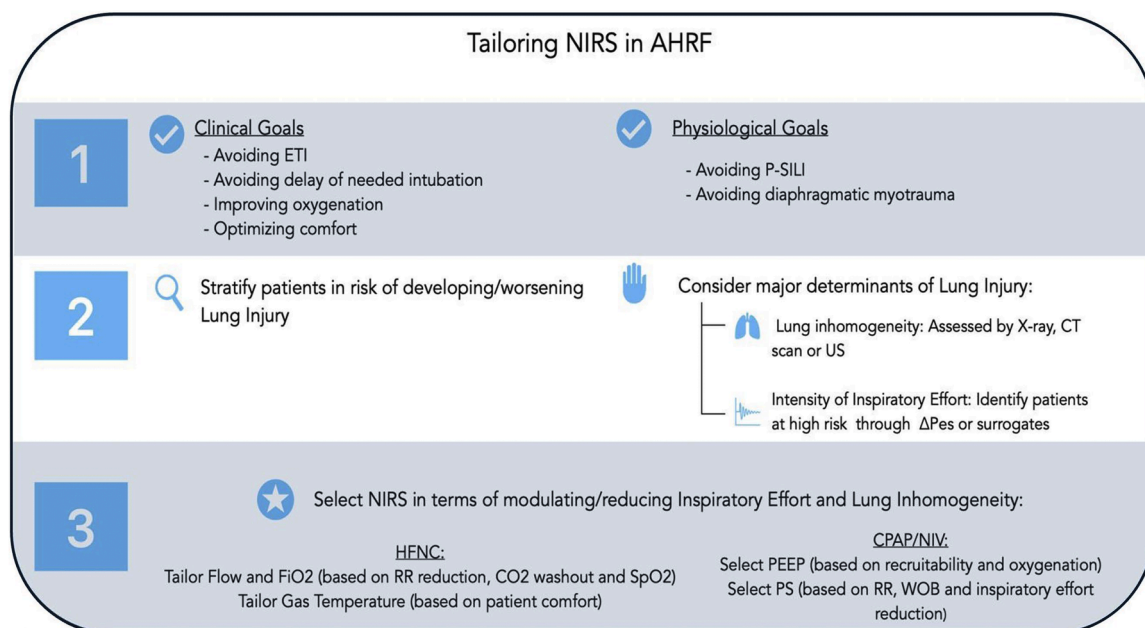 Tailoring NIRS in AHRF
1
Clinical Goals
- Avoiding ETI
- Avoiding delay of needed intubation
- Improving oxygenation
- Optimizing comfort
Physiological Goals
- Avoiding P-SILI
- Avoiding diaphragmatic myotrauma
2
Stratify patients in risk of developing/worsening
Lung Injury
Consider major determinants of Lung Injury:
Lung inhomogeneity: Assessed by X-ray, CT
scan or US
Intensity of Inspiratory Effort: Identify patients
at high risk through ΔPes or surrogates
3
Select NIRS in terms of modulating/reducing Inspiratory Effort and Lung Inhomogeneity:
HFNC:
Tailor Flow and FiO2 (based on RR reduction, CO2 washout and SpO2)
Tailor Gas Temperature (based on patient comfort)
CPAP/NIV:
Select PEEP (based on recruitability and oxygenation)
Select PS (based on RR, WOB and inspiratory effort
reduction)